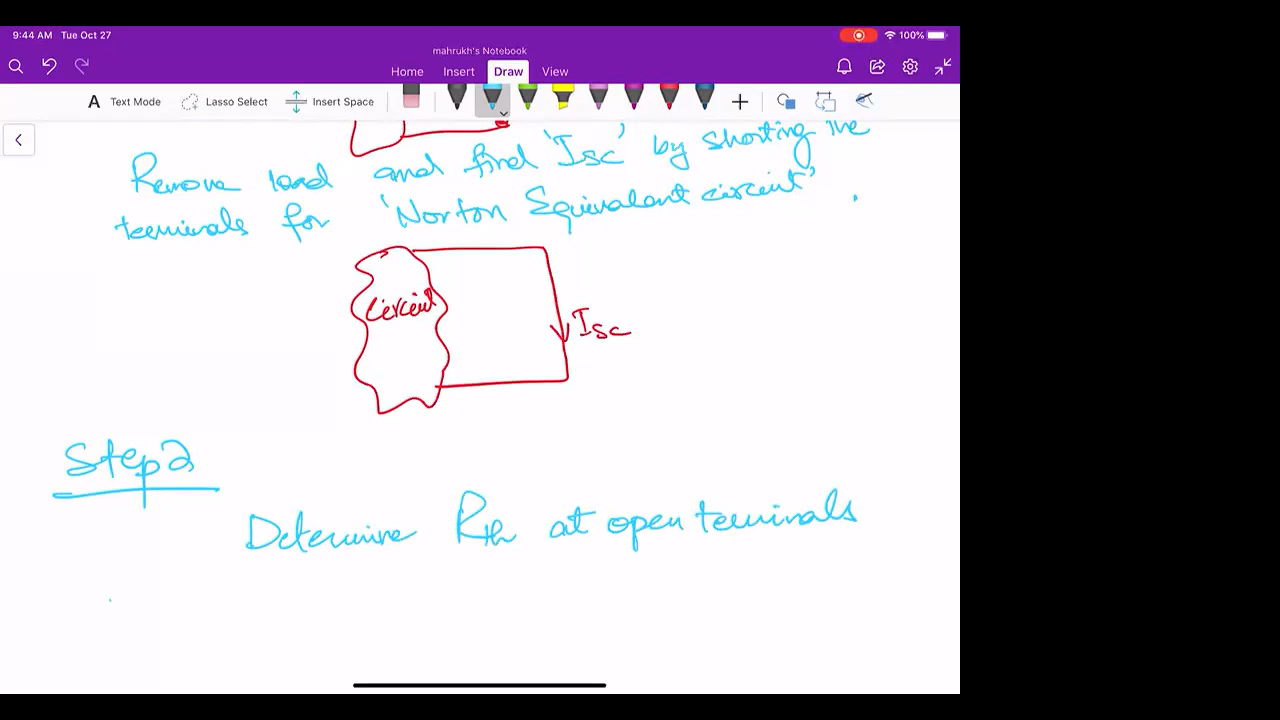 9:44 AM Tue Oct 27
100%
mahrukh's Notebook
Home Insert Draw View
A Text Mode Lasso Select Insert Space
Remove load and find 'Isc' by shorting the
terminals for 'Norton Equivalent circuit'.
Circuit
Isc
Step 2
Determine Rth at open terminals